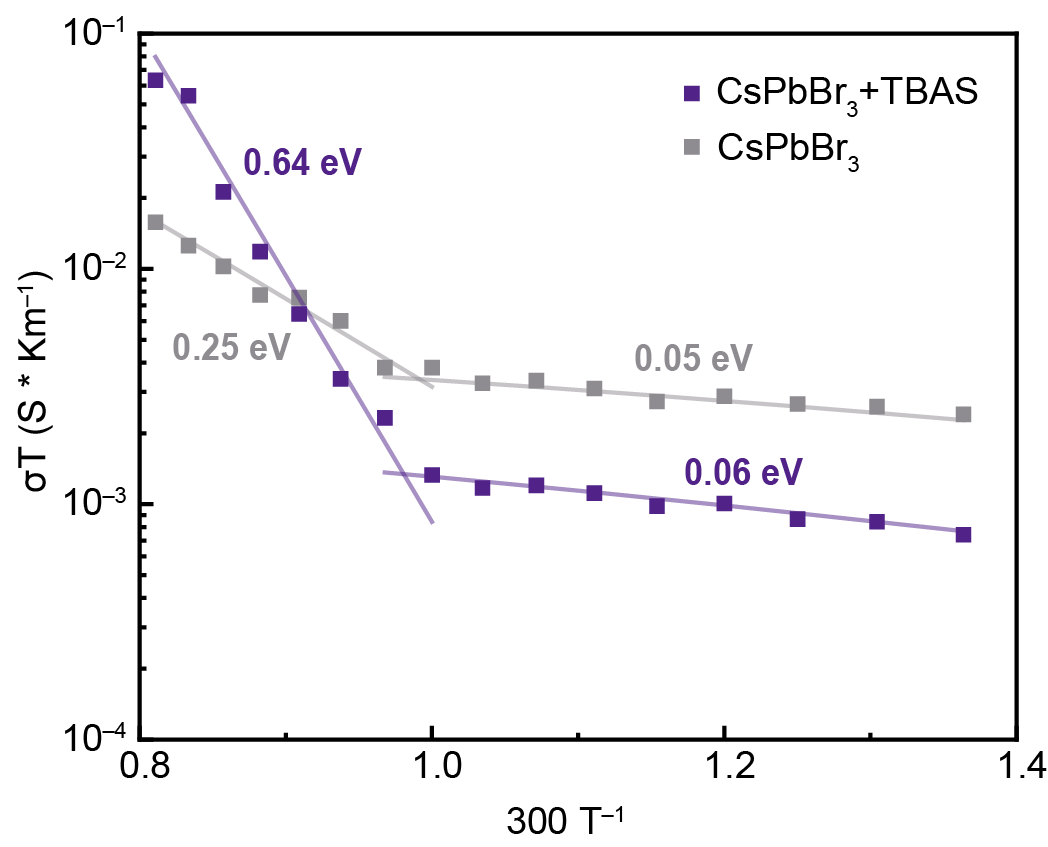 10⁻¹
CsPbBr₃+TBAS
CsPbBr₃
0.64 eV
10⁻²
0.25 eV
0.05 eV
σT (S * Km⁻¹)
0.06 eV
10⁻³
10⁻⁴
0.8
1.0
1.2
1.4
300 T⁻¹